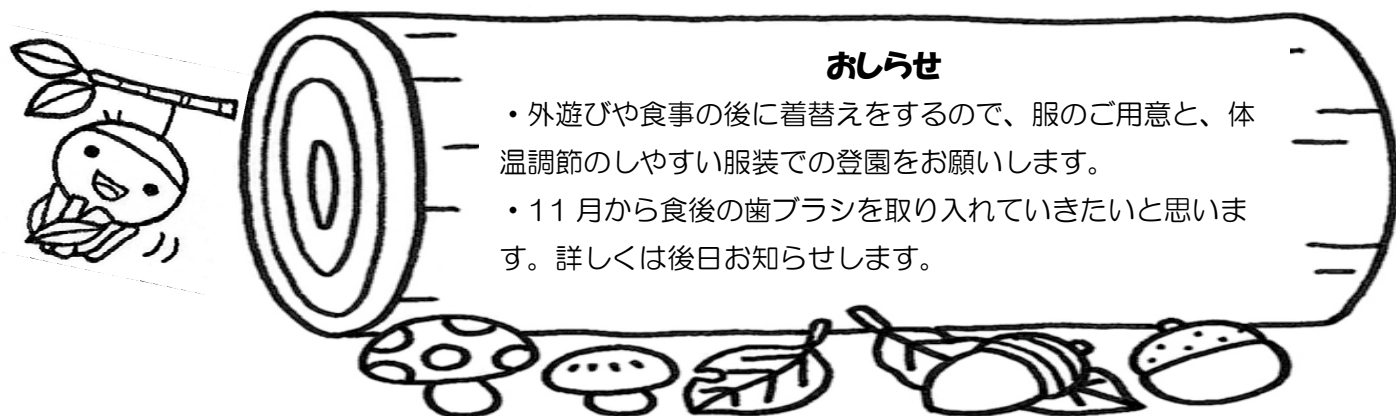 おしらせ
・外遊びや食事の後に着替えをするので、服のご用意と、体
温調節のしやすい服装での登園をお願いします。
・11 月から食後の歯ブラシを取り入れていきたいと思いま
す。詳しくは後日お知らせします。